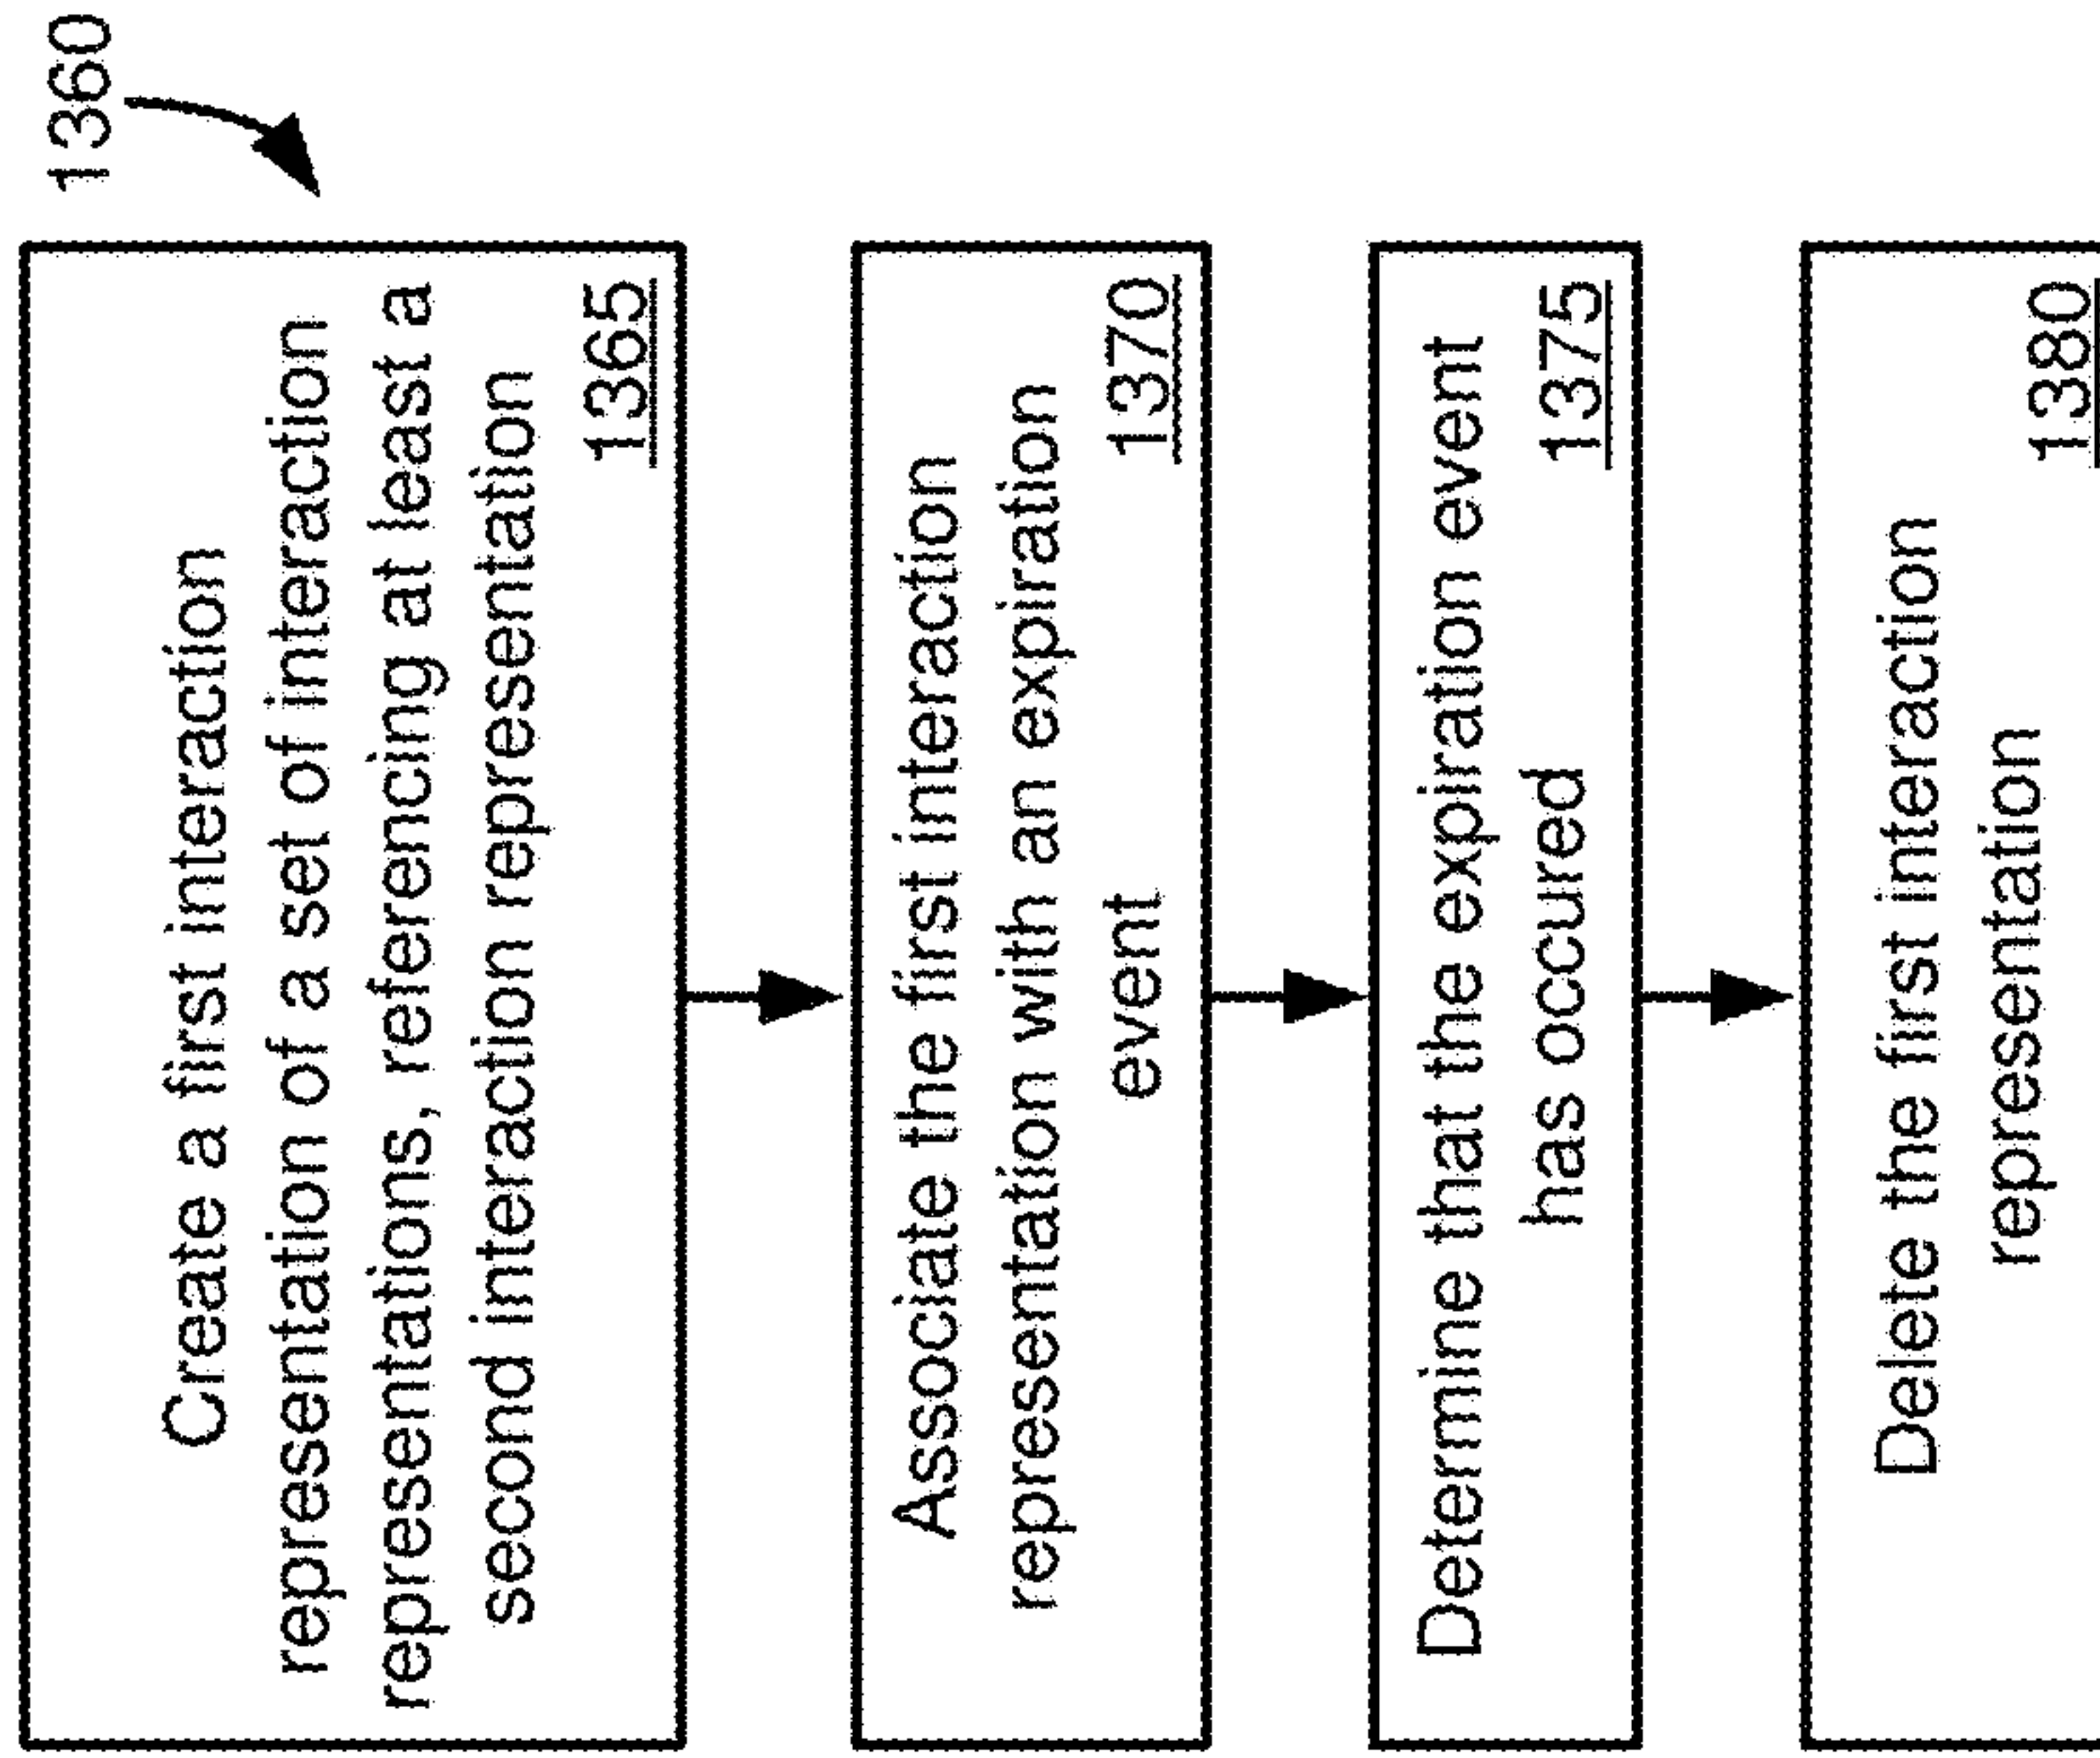 1360
Create a first interaction
representation of a set of interaction
representations, referencing at least a
second interaction representation
1365
Associate the first interaction
representation with an expiration
event
1370
Determine that the expiration event
has occured
1375
Delete the first interaction
representation
1380